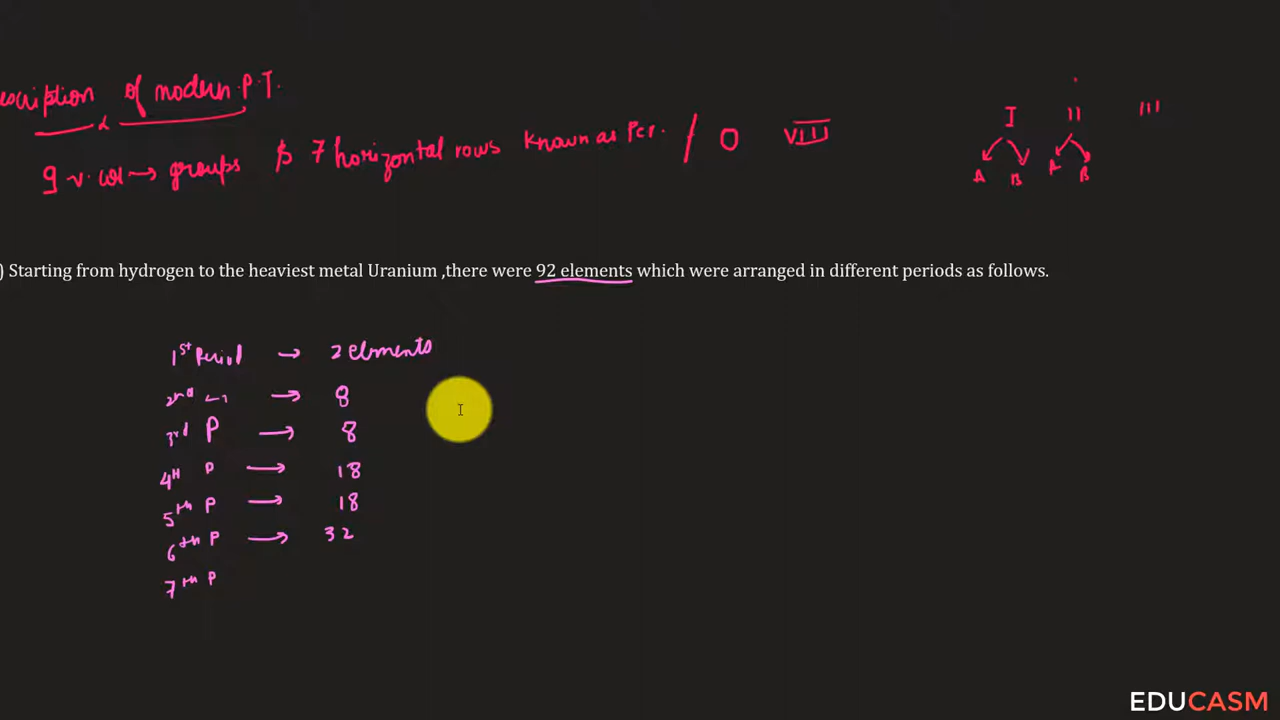 escription of modern P.T.
9 v. col → groups & 7 horizontal rows known as Per. / 0 VIII
I II III
A B A B
) Starting from hydrogen to the heaviest metal Uranium ,there were 92 elements which were arranged in different periods as follows.
1st Period → 2 elements
2nd → 8
3rd P → 8
4th P → 18
5th P → 18
6th P → 32
7th P
EDUCASM